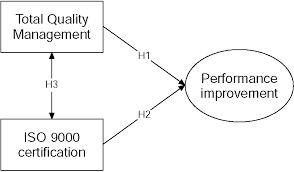 Total Quality
Management
H1
Performance
improvement
H3
H2
ISO 9000
certification